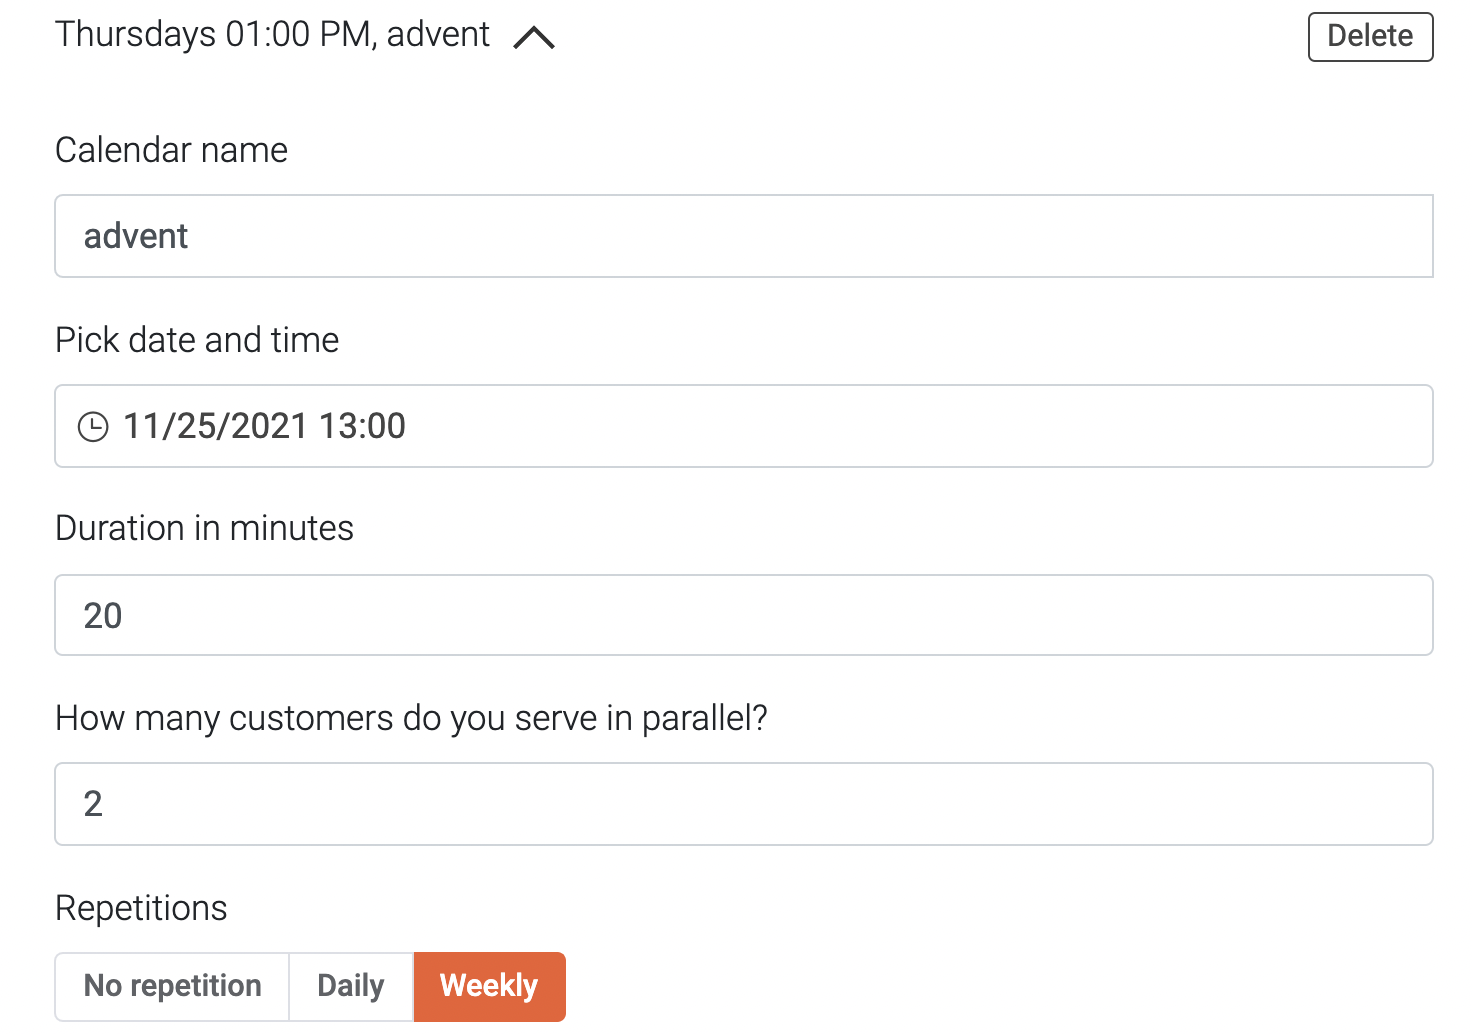 Thursdays 01:00 PM, advent
Delete
Calendar name
advent
Pick date and time
11/25/2021 13:00
Duration in minutes
20
How many customers do you serve in parallel?
2
Repetitions
No repetition
Daily
Weekly